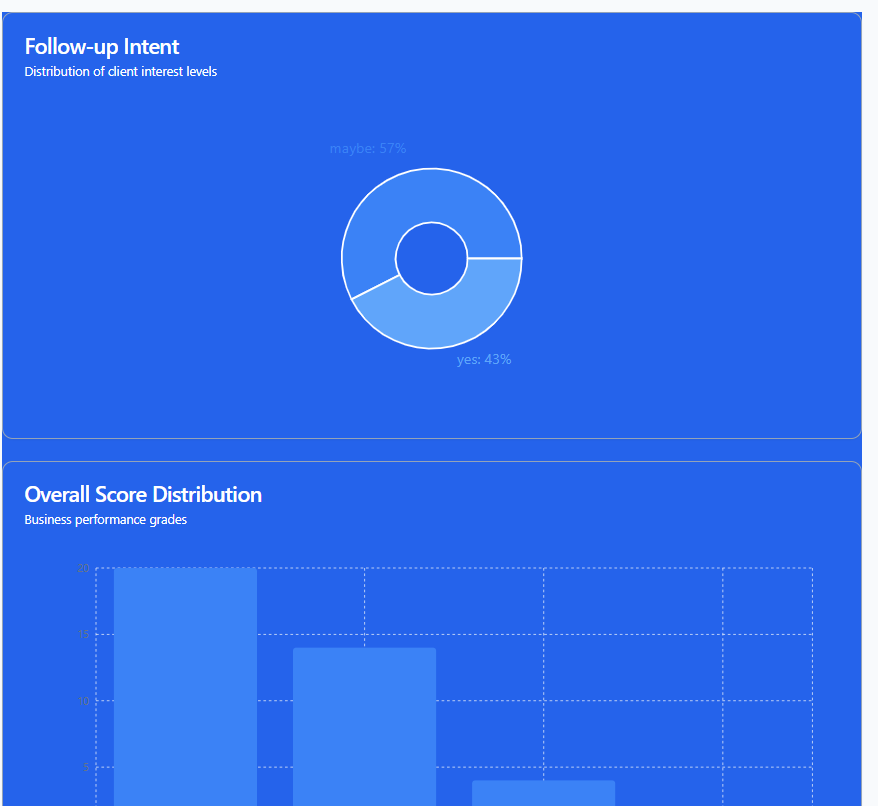 Follow-up Intent
Distribution of client interest levels
maybe: 57%
yes: 43%
Overall Score Distribution
Business performance grades
20
15
10
5